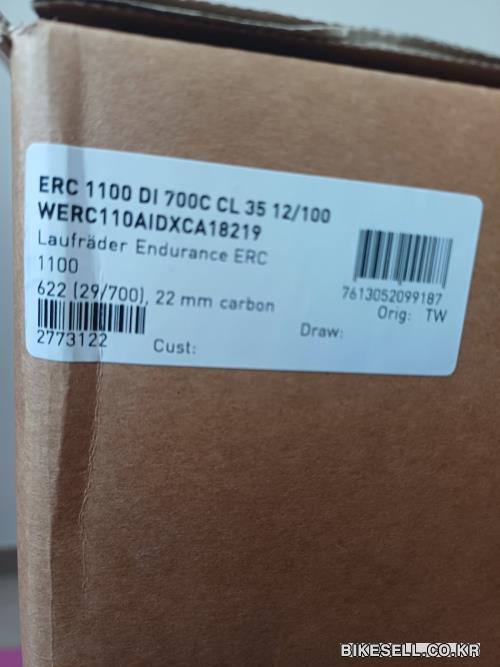 ERC 1100 DI 700C CL 35 12/100
WERC110AIDXCA18219
Laufräder Endurance ERC
1100
622 (29/700), 22 mm carbon
2773122
Cust:
Draw:
7613052099187
Orig: TW
BIKESELL.CO.KR